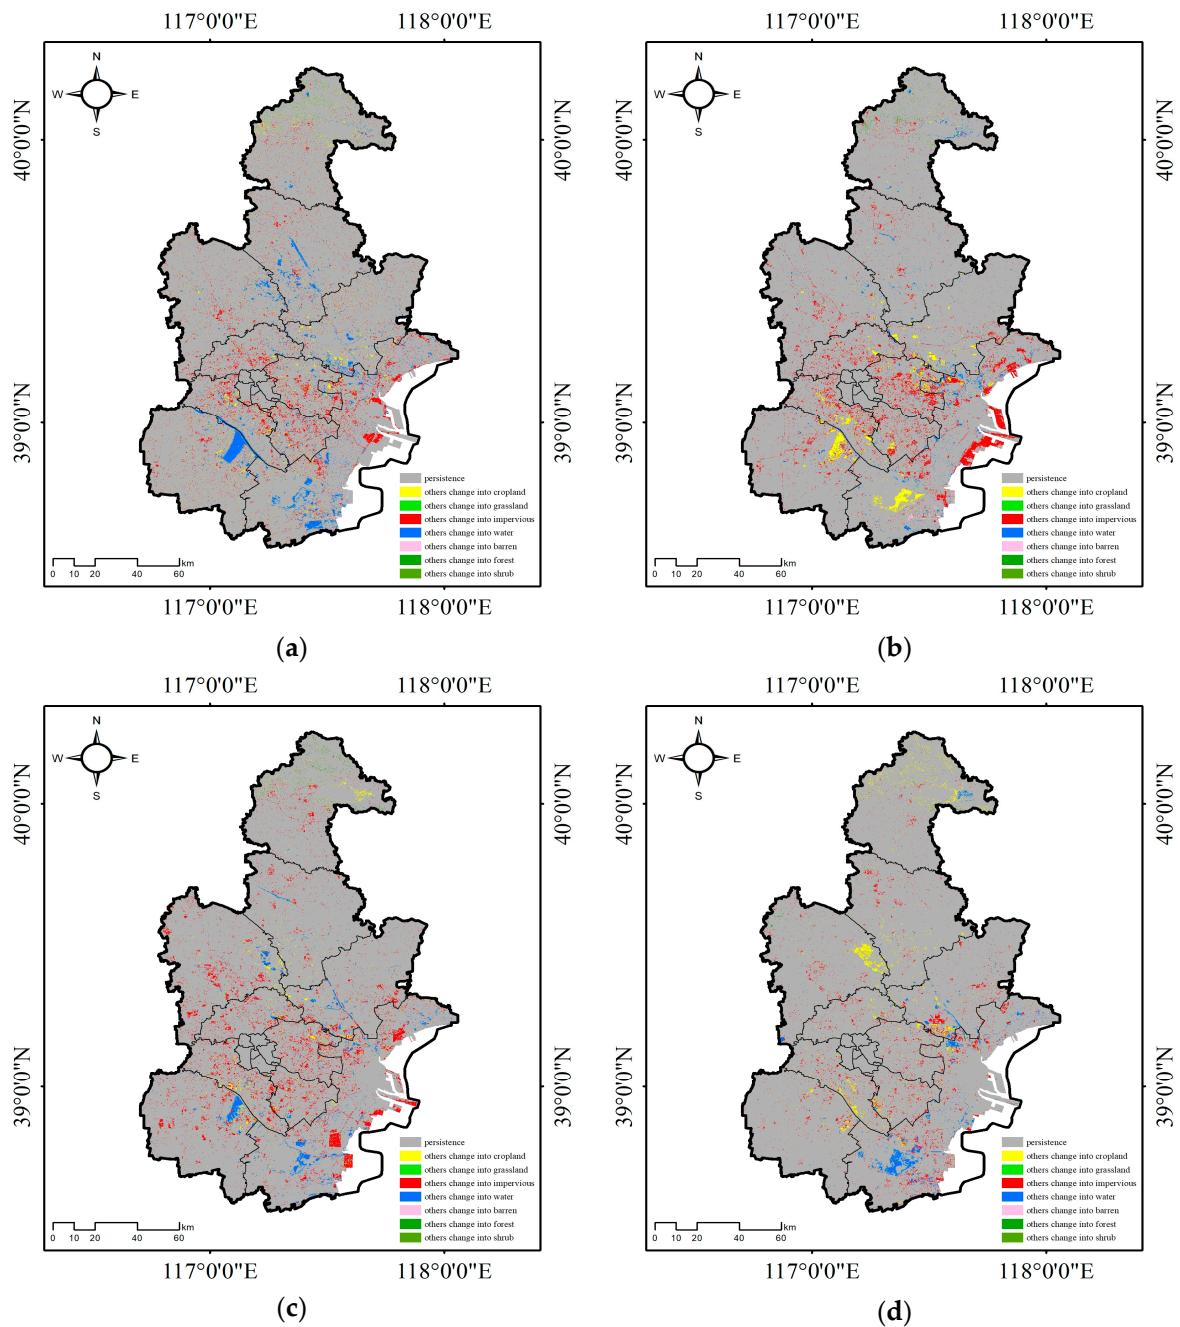 117°0'0"E 118°0'0"E 117°0'0"E 118°0'0"E
40°0'0"N 39°0'0"N
N
W E
S
persistence
others change into cropland
others change into grassland
others change into impervious
others change into water
others change into barren
others change into forest
others change into shrub
km
0 10 20 40 60
40°0'0"N 39°0'0"N
40°0'0"N 39°0'0"N
N
W E
S
persistence
others change into cropland
others change into grassland
others change into impervious
others change into water
others change into barren
others change into forest
others change into shrub
km
0 10 20 40 60
40°0'0"N 39°0'0"N
117°0'0"E 118°0'0"E 117°0'0"E 118°0'0"E
(a) (b)
117°0'0"E 118°0'0"E 117°0'0"E 118°0'0"E
40°0'0"N 39°0'0"N
N
W E
S
persistence
others change into cropland
others change into grassland
others change into impervious
others change into water
others change into barren
others change into forest
others change into shrub
km
0 10 20 40 60
40°0'0"N 39°0'0"N
40°0'0"N 39°0'0"N
N
W E
S
persistence
others change into cropland
others change into grassland
others change into impervious
others change into water
others change into barren
others change into forest
others change into shrub
km
0 10 20 40 60
40°0'0"N 39°0'0"N
117°0'0"E 118°0'0"E 117°0'0"E 118°0'0"E
(c) (d)